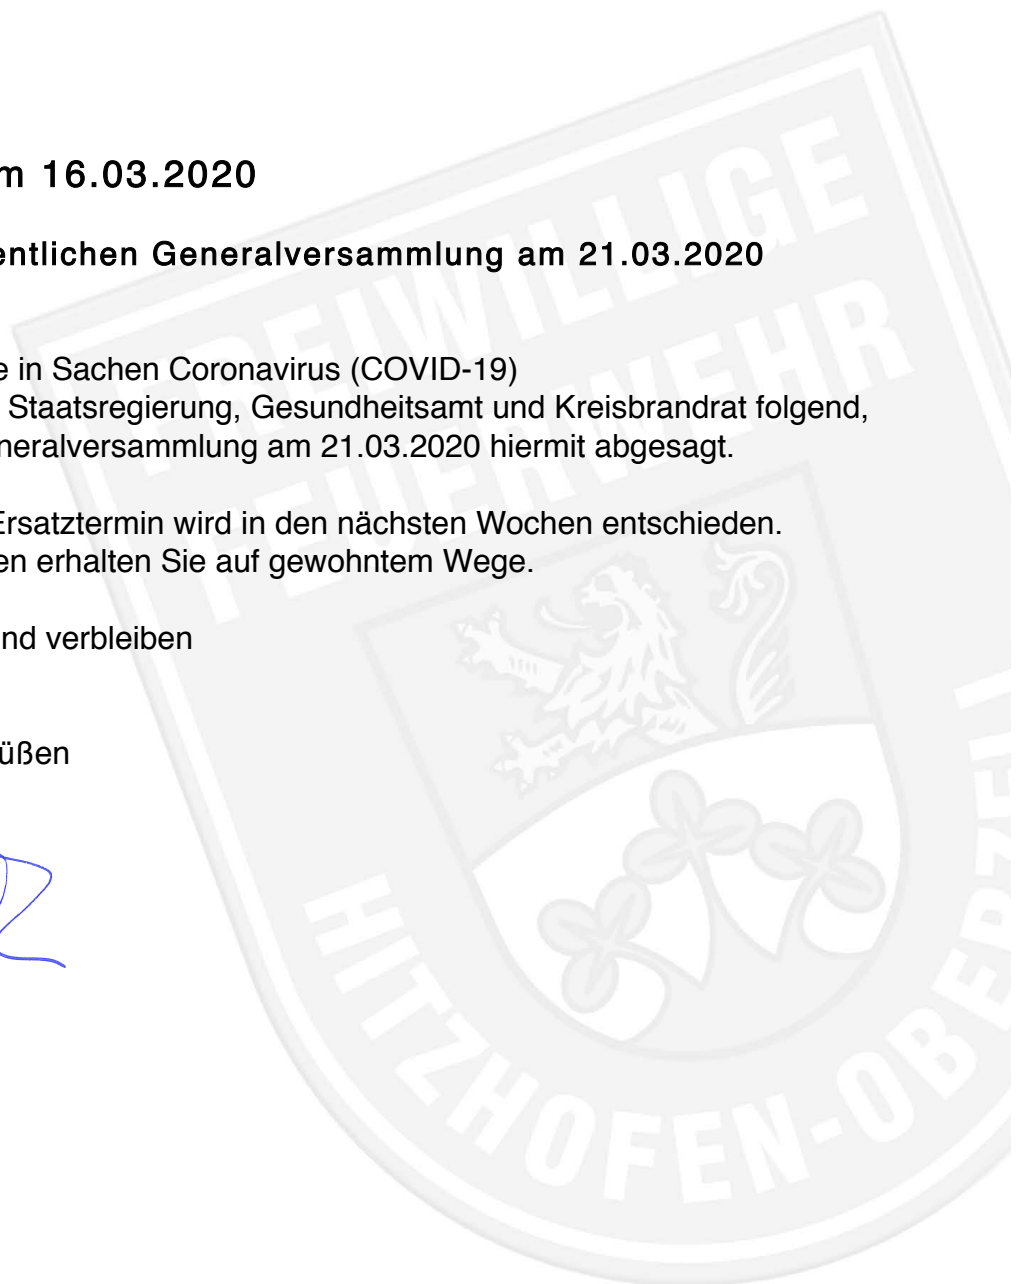 m 16.03.2020
entlichen Generalversammlung am 21.03.2020
e in Sachen Coronavirus (COVID-19)
Staatsregierung, Gesundheitsamt und Kreisbrandrat folgend,
neralversammlung am 21.03.2020 hiermit abgesagt.
Ersatztermin wird in den nächsten Wochen entschieden.
en erhalten Sie auf gewohntem Wege.
nd verbleiben
üßen
FREIWILLIGE
FEUERWEHR
HITZHOFEN-OBERZELL